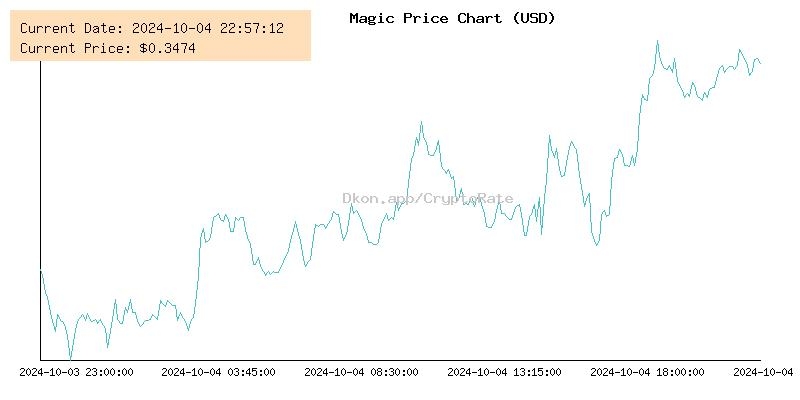 Magic Price Chart (USD)
Current Date: 2024-10-04 22:57:12
Current Price: $0.3474
Dkon.app/CryptoRate
2024-10-03 23:00:00 2024-10-04 03:45:00 2024-10-04 08:30:00 2024-10-04 13:15:00 2024-10-04 18:00:00 2024-10-04